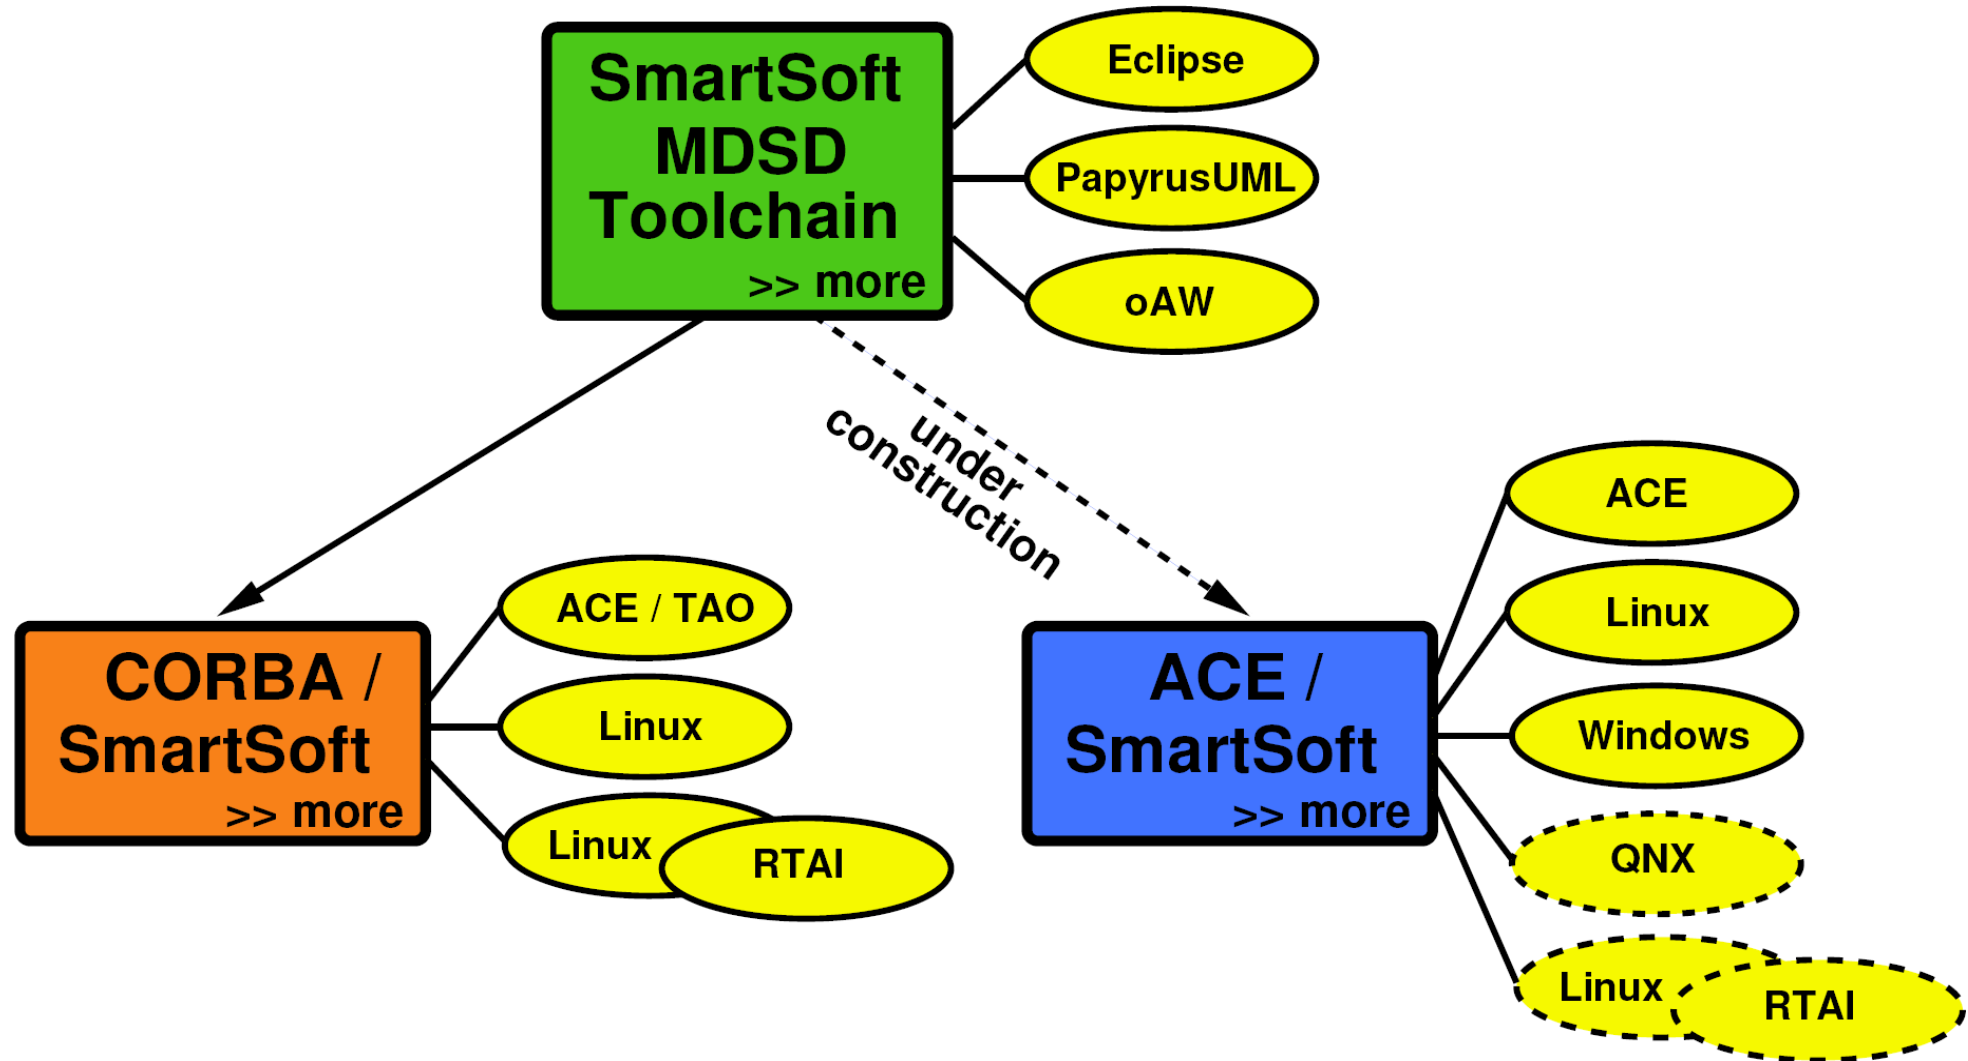 SmartSoft
MDSD
Toolchain
>> more
Eclipse
PapyrusUML
oAW
under
construction
CORBA /
SmartSoft
>> more
ACE / TAO
Linux
Linux
RTAI
ACE /
SmartSoft
>> more
ACE
Linux
Windows
QNX
Linux
RTAI